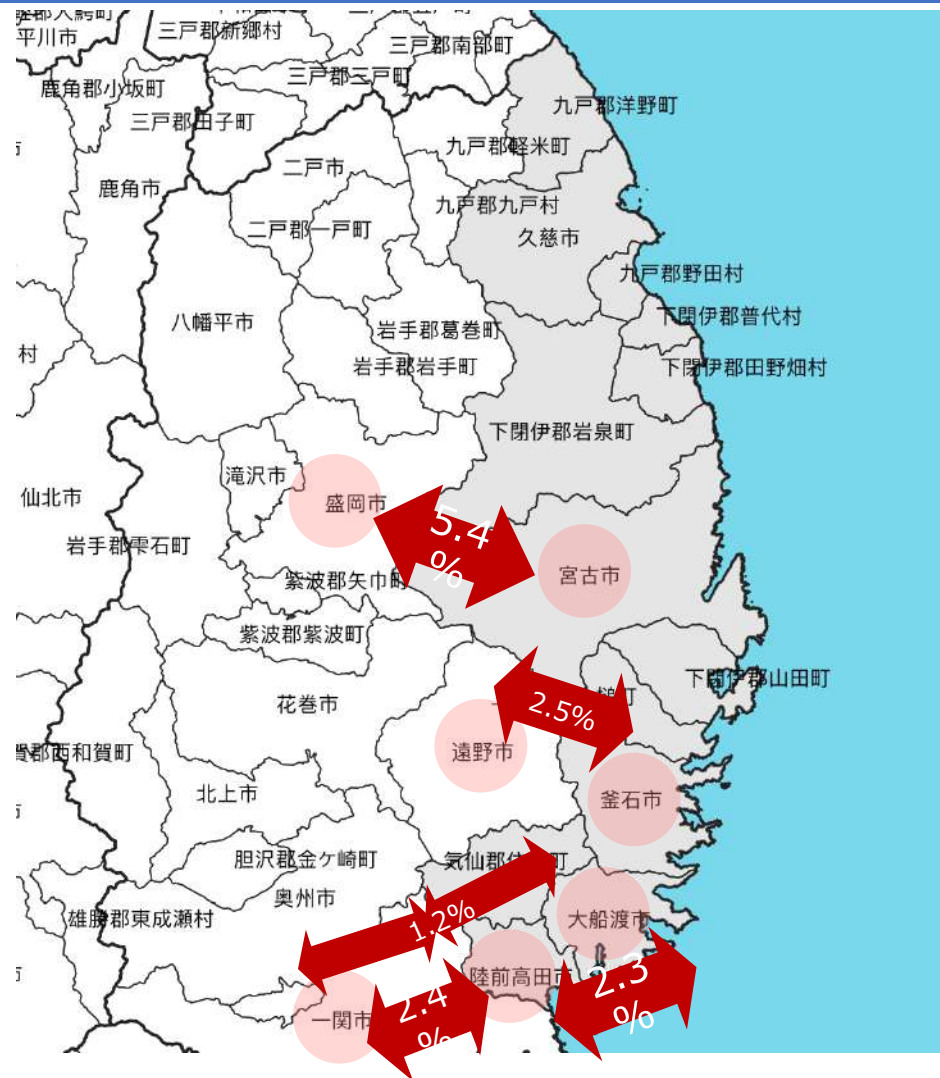 平川市
三戸郡新郷村
三戸郡南部町
三戸郡三戸町
鹿角郡小坂町
九戸郡洋野町
三戸郡田子町
九戸郡軽米町
二戸市
鹿角市
九戸郡九戸村
二戸郡一戸町
久慈市
九戸郡野田村
八幡平市
下閉伊郡普代村
岩手郡葛巻町
村
岩手郡岩手町
下閉伊郡田野畑村
下閉伊郡岩泉町
滝沢市
仙北市
盛岡市
5.4
%
岩手郡雫石町
紫波郡矢巾町
宮古市
紫波郡紫波町
下閉伊郡山田町
花巻市
槌町
2.5%
賀郡西和賀町
遠野市
北上市
釜石市
胆沢郡金ケ崎町
気仙郡住田町
奥州市
雄勝郡東成瀬村
1.2%
大船渡市
陸前高田市
2.3
%
一関市
2.4
%